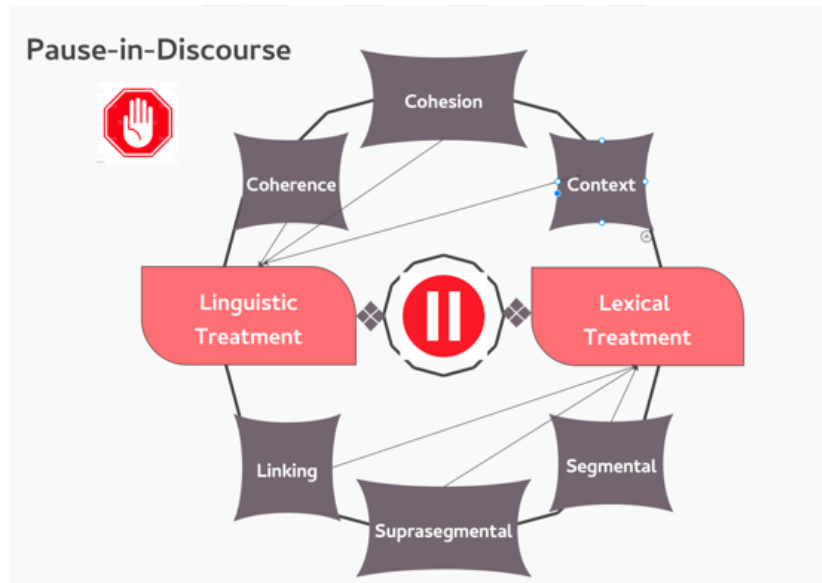 Pause-in-Discourse
Cohesion
Coherence
Context
Linguistic
Treatment
Lexical
Treatment
Linking
Segmental
Suprasegmental